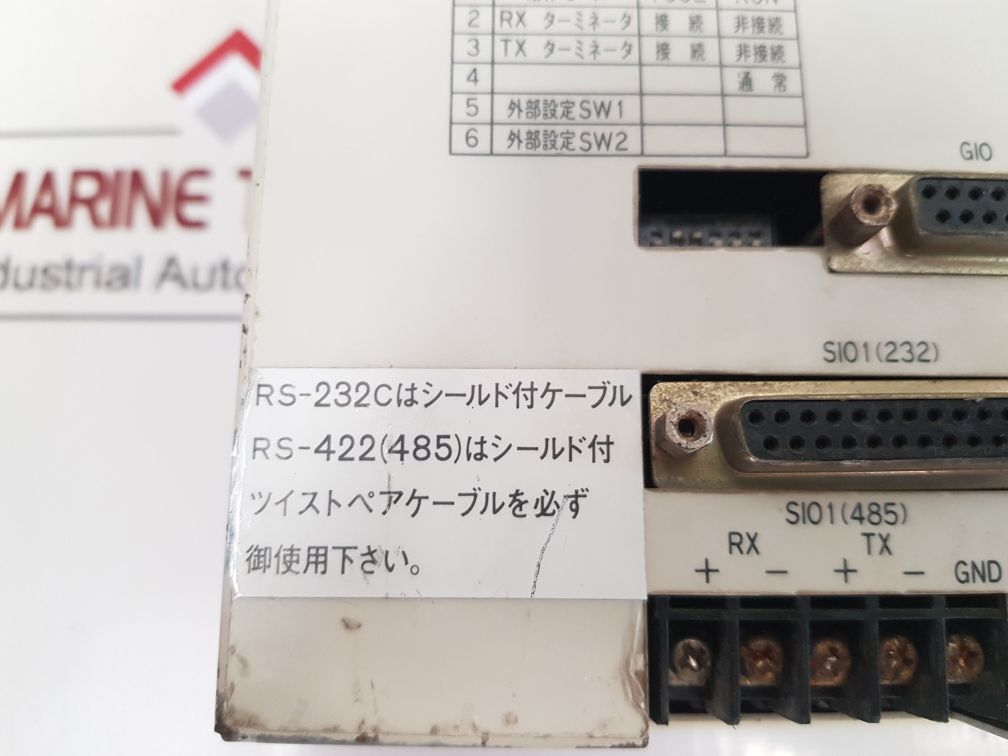 2 RX ターミネータ 接続 非接続
3 TX ターミネータ 接続 非接続
4 通常
5 外部設定SW1
6 外部設定SW2
GIO
MARINE T
ndustrial Auto
SIO1(232)
RS-232Cはシールド付ケーブル
RS-422(485)はシールド付
ツイストペアケーブルを必ず
御使用下さい。
SIO1(485)
RX TX
+ - + - GND